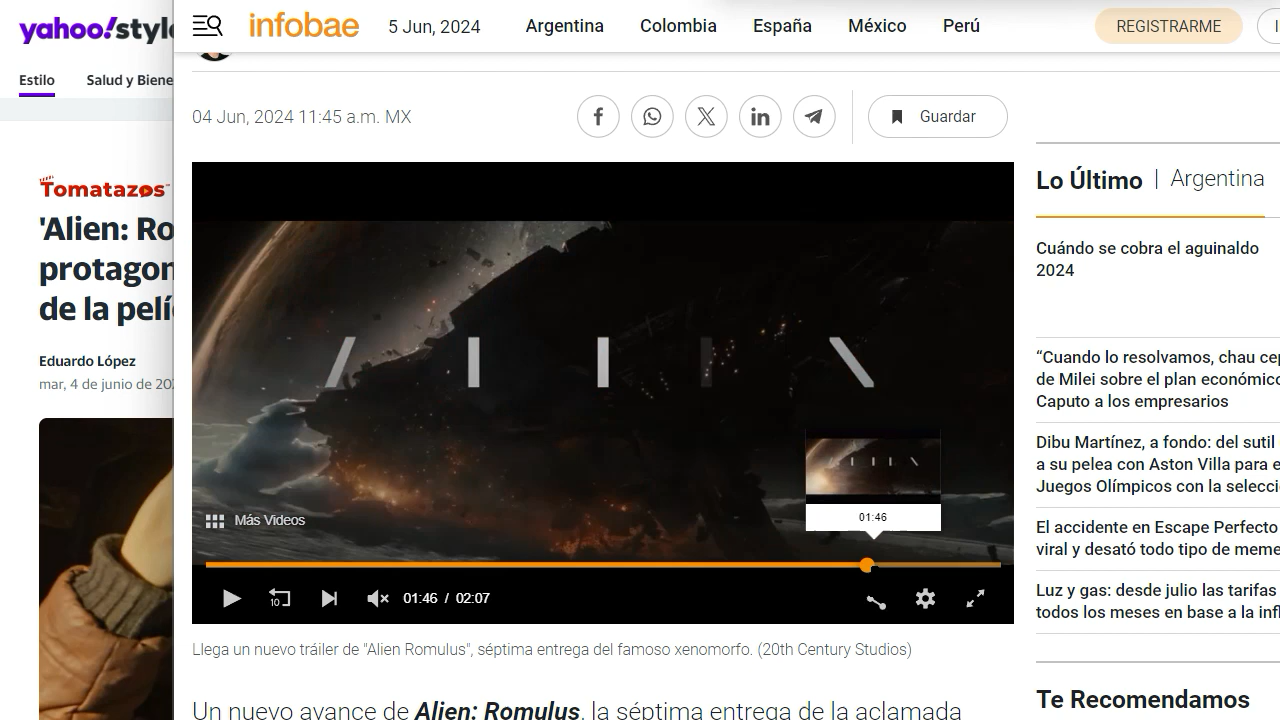 yahoo!style
Estilo
Salud y Biene
Tomatazos
'Alien: Ro
protagon
de la pelí
Eduardo López
mar, 4 de junio de 20
infobae
5 Jun, 2024
Argentina
Colombia
España
México
Perú
REGISTRARME
04 Jun, 2024 11:45 a.m. MX
Guardar
Más Videos
01:46
10
01:46 / 02:07
Llega un nuevo tráiler de "Alien Romulus", séptima entrega del famoso xenomorfo. (20th Century Studios)
Un nuevo avance de Alien: Romulus, la séptima entrega de la aclamada
Lo Último | Argentina
Cuándo se cobra el aguinaldo
2024
“Cuando lo resolvamos, chau cep
de Milei sobre el plan económico
Caputo a los empresarios
Dibu Martínez, a fondo: del sutil
a su pelea con Aston Villa para e
Juegos Olímpicos con la selecci
El accidente en Escape Perfecto
viral y desató todo tipo de meme
Luz y gas: desde julio las tarifas
todos los meses en base a la infl
Te Recomendamos